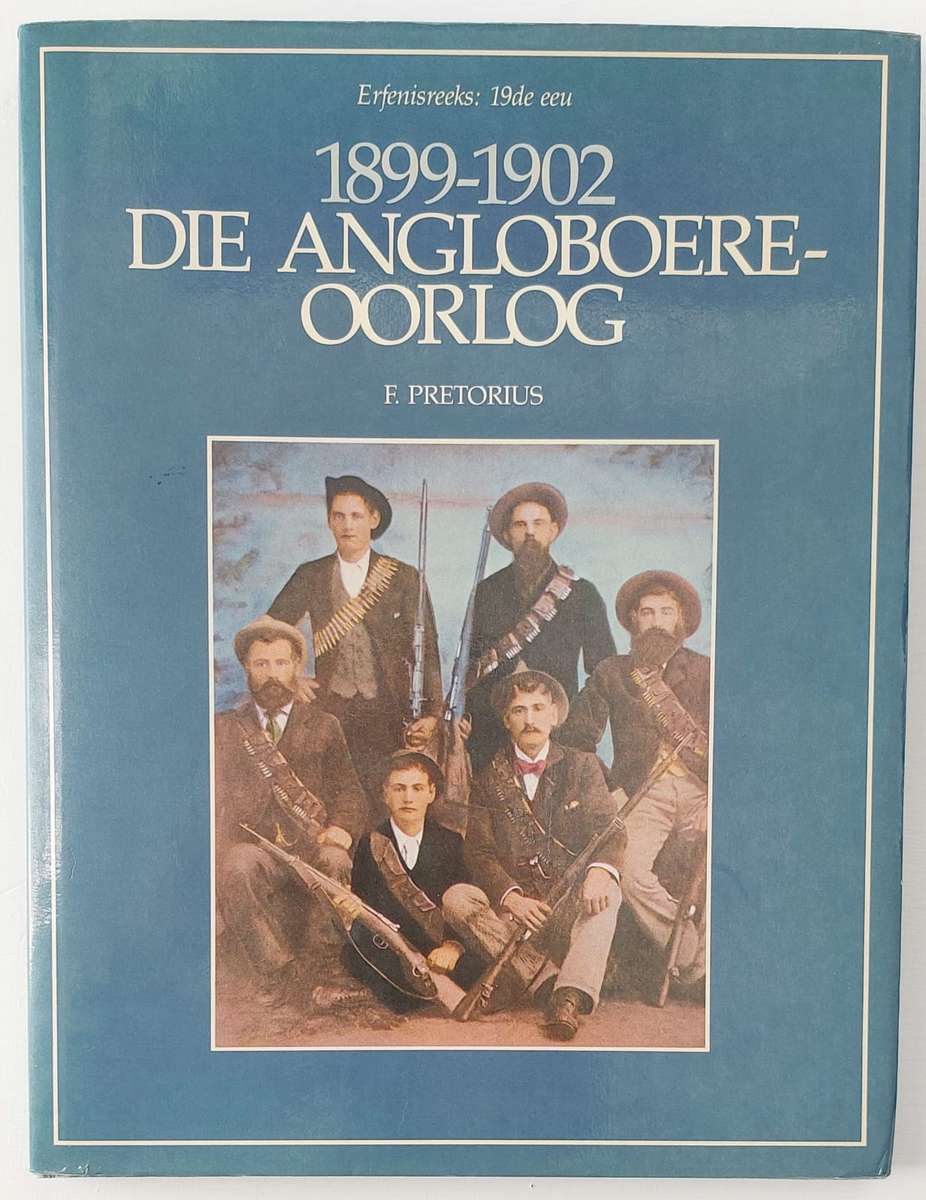 Erfenisreeks: 19de eeu
1899-1902
DIE ANGLOBOERE-
OORLOG
F. PRETORIUS